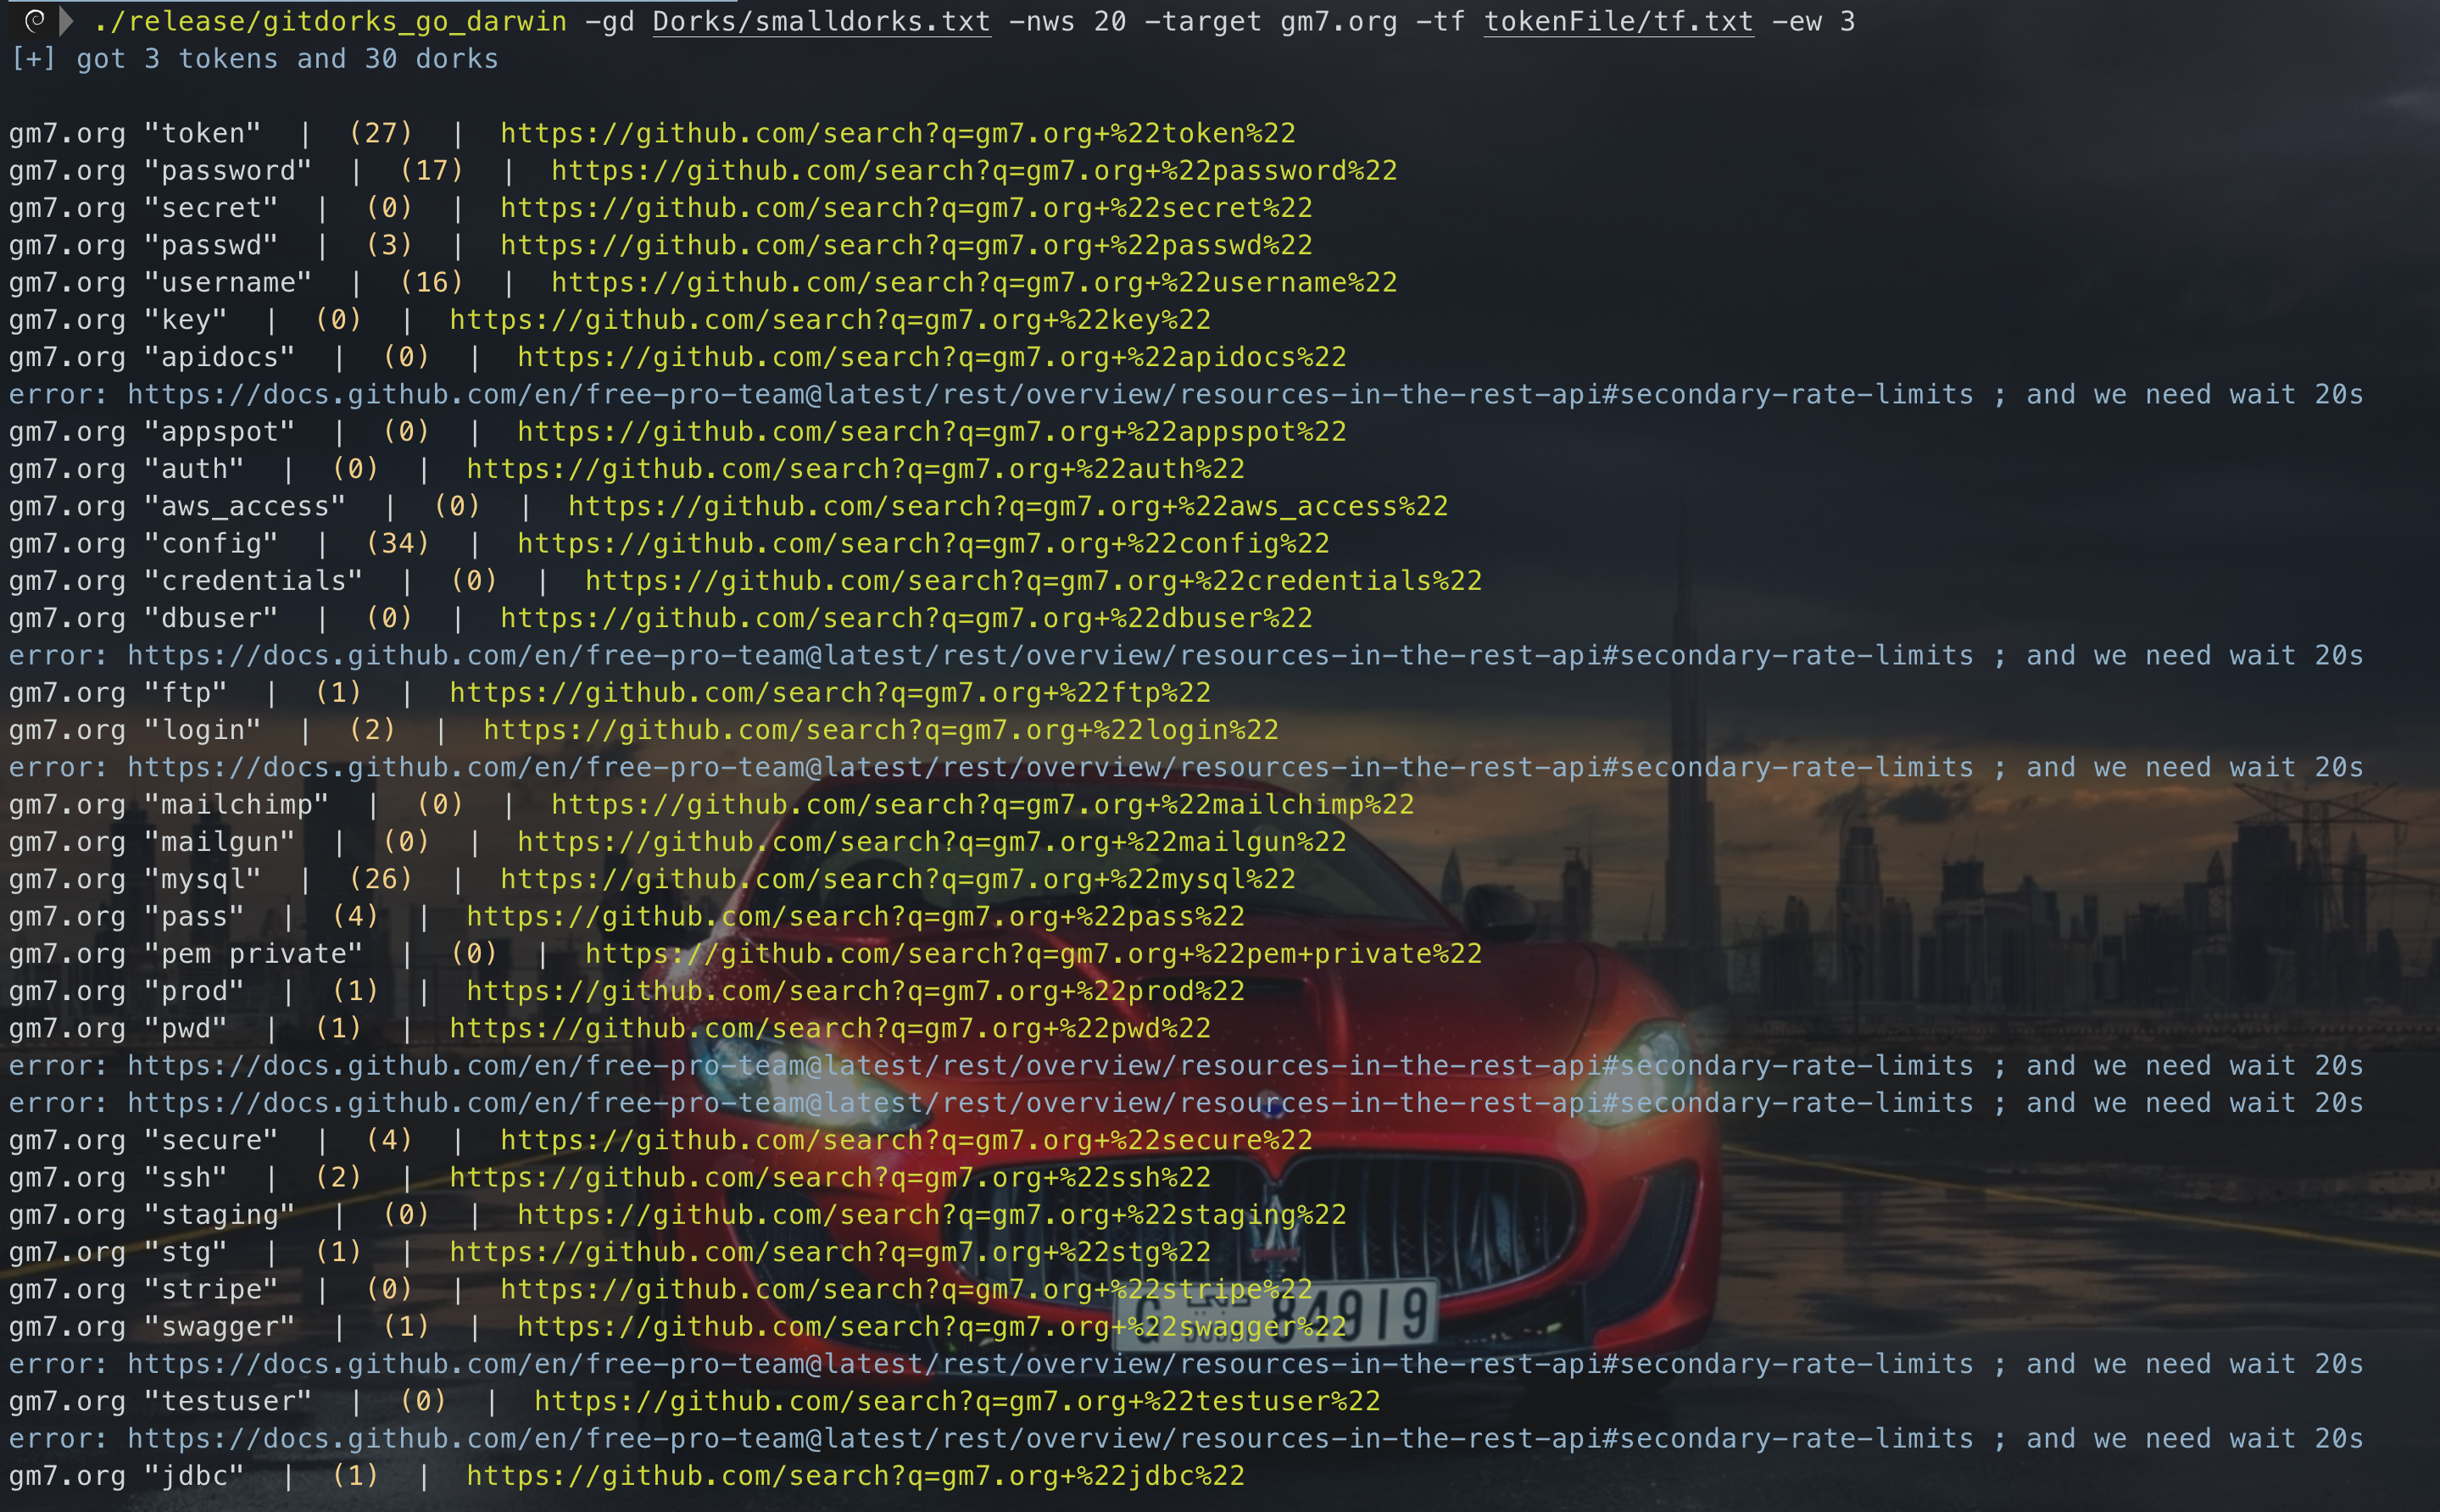 ./release/gitdorks_go_darwin -gd Dorks/smalldorks.txt -nws 20 -target gm7.org -tf tokenFile/tf.txt -ew 3
[+] got 3 tokens and 30 dorks
gm7.org "token" | (27) | https://github.com/search?q=gm7.org+%22token%22
gm7.org "password" | (17) | https://github.com/search?q=gm7.org+%22password%22
gm7.org "secret" | (0) | https://github.com/search?q=gm7.org+%22secret%22
gm7.org "passwd" | (3) | https://github.com/search?q=gm7.org+%22passwd%22
gm7.org "username" | (16) | https://github.com/search?q=gm7.org+%22username%22
gm7.org "key" | (0) | https://github.com/search?q=gm7.org+%22key%22
gm7.org "apidocs" | (0) | https://github.com/search?q=gm7.org+%22apidocs%22
error: https://docs.github.com/en/free-pro-team@latest/rest/overview/resources-in-the-rest-api#secondary-rate-limits ; and we need wait 20s
gm7.org "appspot" | (0) | https://github.com/search?q=gm7.org+%22appspot%22
gm7.org "auth" | (0) | https://github.com/search?q=gm7.org+%22auth%22
gm7.org "aws_access" | (0) | https://github.com/search?q=gm7.org+%22aws_access%22
gm7.org "config" | (34) | https://github.com/search?q=gm7.org+%22config%22
gm7.org "credentials" | (0) | https://github.com/search?q=gm7.org+%22credentials%22
gm7.org "dbuser" | (0) | https://github.com/search?q=gm7.org+%22dbuser%22
error: https://docs.github.com/en/free-pro-team@latest/rest/overview/resources-in-the-rest-api#secondary-rate-limits ; and we need wait 20s
gm7.org "ftp" | (1) | https://github.com/search?q=gm7.org+%22ftp%22
gm7.org "login" | (2) | https://github.com/search?q=gm7.org+%22login%22
error: https://docs.github.com/en/free-pro-team@latest/rest/overview/resources-in-the-rest-api#secondary-rate-limits ; and we need wait 20s
gm7.org "mailchimp" | (0) | https://github.com/search?q=gm7.org+%22mailchimp%22
gm7.org "mailgun" | (0) | https://github.com/search?q=gm7.org+%22mailgun%22
gm7.org "mysql" | (26) | https://github.com/search?q=gm7.org+%22mysql%22
gm7.org "pass" | (4) | https://github.com/search?q=gm7.org+%22pass%22
gm7.org "pem private" | (0) | https://github.com/search?q=gm7.org+%22pem+private%22
gm7.org "prod" | (1) | https://github.com/search?q=gm7.org+%22prod%22
gm7.org "pwd" | (1) | https://github.com/search?q=gm7.org+%22pwd%22
error: https://docs.github.com/en/free-pro-team@latest/rest/overview/resources-in-the-rest-api#secondary-rate-limits ; and we need wait 20s
error: https://docs.github.com/en/free-pro-team@latest/rest/overview/resources-in-the-rest-api#secondary-rate-limits ; and we need wait 20s
gm7.org "secure" | (4) | https://github.com/search?q=gm7.org+%22secure%22
gm7.org "ssh" | (2) | https://github.com/search?q=gm7.org+%22ssh%22
gm7.org "staging" | (0) | https://github.com/search?q=gm7.org+%22staging%22
gm7.org "stg" | (1) | https://github.com/search?q=gm7.org+%22stg%22
gm7.org "stripe" | (0) | https://github.com/search?q=gm7.org+%22stripe%22
gm7.org "swagger" | (1) | https://github.com/search?q=gm7.org+%22swagger%22
G 84919
error: https://docs.github.com/en/free-pro-team@latest/rest/overview/resources-in-the-rest-api#secondary-rate-limits ; and we need wait 20s
gm7.org "testuser" | (0) | https://github.com/search?q=gm7.org+%22testuser%22
error: https://docs.github.com/en/free-pro-team@latest/rest/overview/resources-in-the-rest-api#secondary-rate-limits ; and we need wait 20s
gm7.org "jdbc" | (1) | https://github.com/search?q=gm7.org+%22jdbc%22